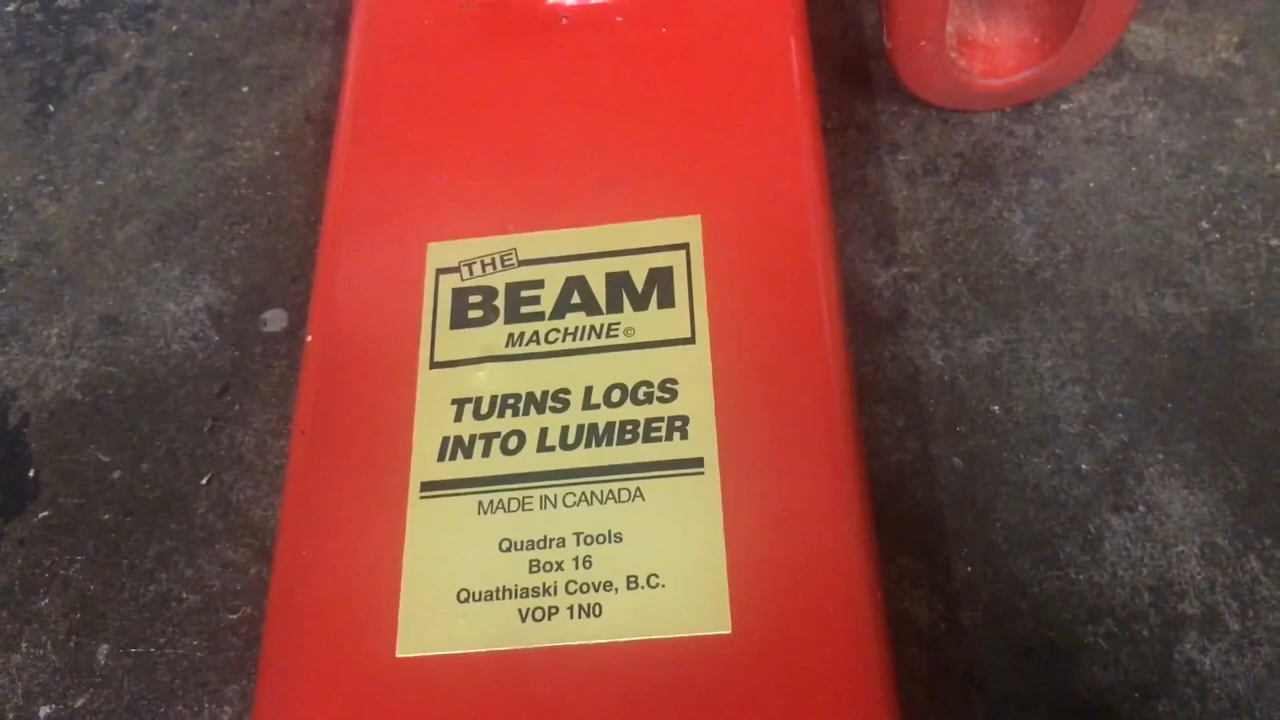 THE
BEAM
MACHINE©
TURNS LOGS
INTO LUMBER
MADE IN CANADA
Quadra Tools
Box 16
Quathiaski Cove, B.C.
VOP 1N0